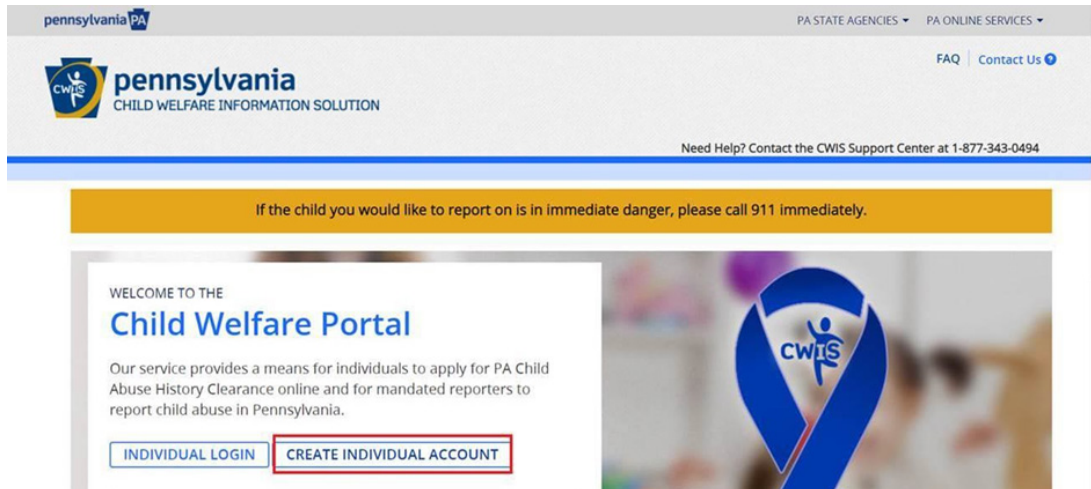 pennsylvania PA
PA STATE AGENCIES PA ONLINE SERVICES
FAQ Contact Us ?
CWIS
pennsylvania
CHILD WELFARE INFORMATION SOLUTION
Need Help? Contact the CWIS Support Center at 1-877-343-0494
If the child you would like to report on is in immediate danger, please call 911 immediately.
WELCOME TO THE
Child Welfare Portal
Our service provides a means for individuals to apply for PA Child
Abuse History Clearance online and for mandated reporters to
report child abuse in Pennsylvania.
INDIVIDUAL LOGIN CREATE INDIVIDUAL ACCOUNT
CWIS